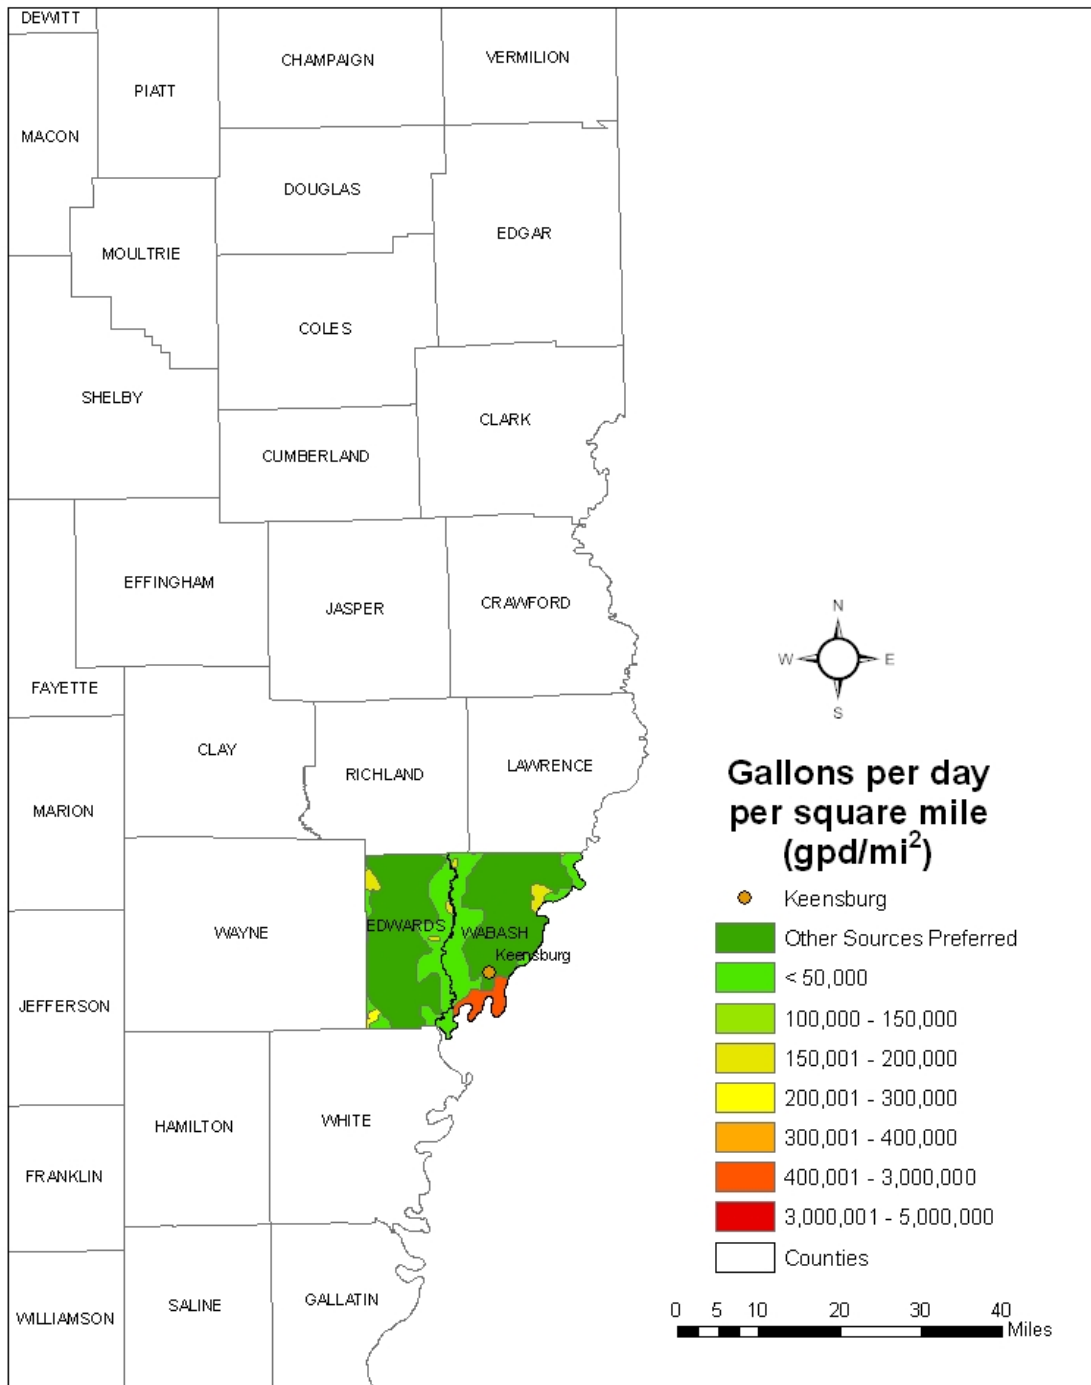 DEWITT
CHAMPAIGN
VERMILION
PIATT
MACON
DOUGLAS
EDGAR
MOULTRIE
COLES
SHELBY
CLARK
CUMBERLAND
EFFINGHAM
JASPER
CRAWFORD
N
W E
S
FAYETTE
CLAY
RICHLAND
LAWRENCE
MARION
WAYNE
EDWARDS
WABASH
Keensburg
JEFFERSON
HAMILTON
WHITE
FRANKLIN
SALINE
GALLATIN
WILLIAMSON
Gallons per day
per square mile
(gpd/mi²)
Keensburg
Other Sources Preferred
< 50,000
100,000 - 150,000
150,001 - 200,000
200,001 - 300,000
300,001 - 400,000
400,001 - 3,000,000
3,000,001 - 5,000,000
Counties
0 5 10 20 30 40
Miles